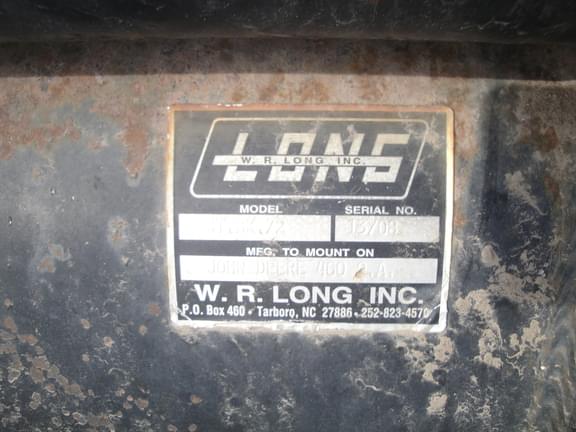 LONG
W. R. LONG, INC.
MODEL SERIAL NO.
MFG. TO MOUNT ON
JOHN DEERE
W. R. LONG INC.
P.O. Box 460 • Tarboro, NC 27886 • 252-823-4570